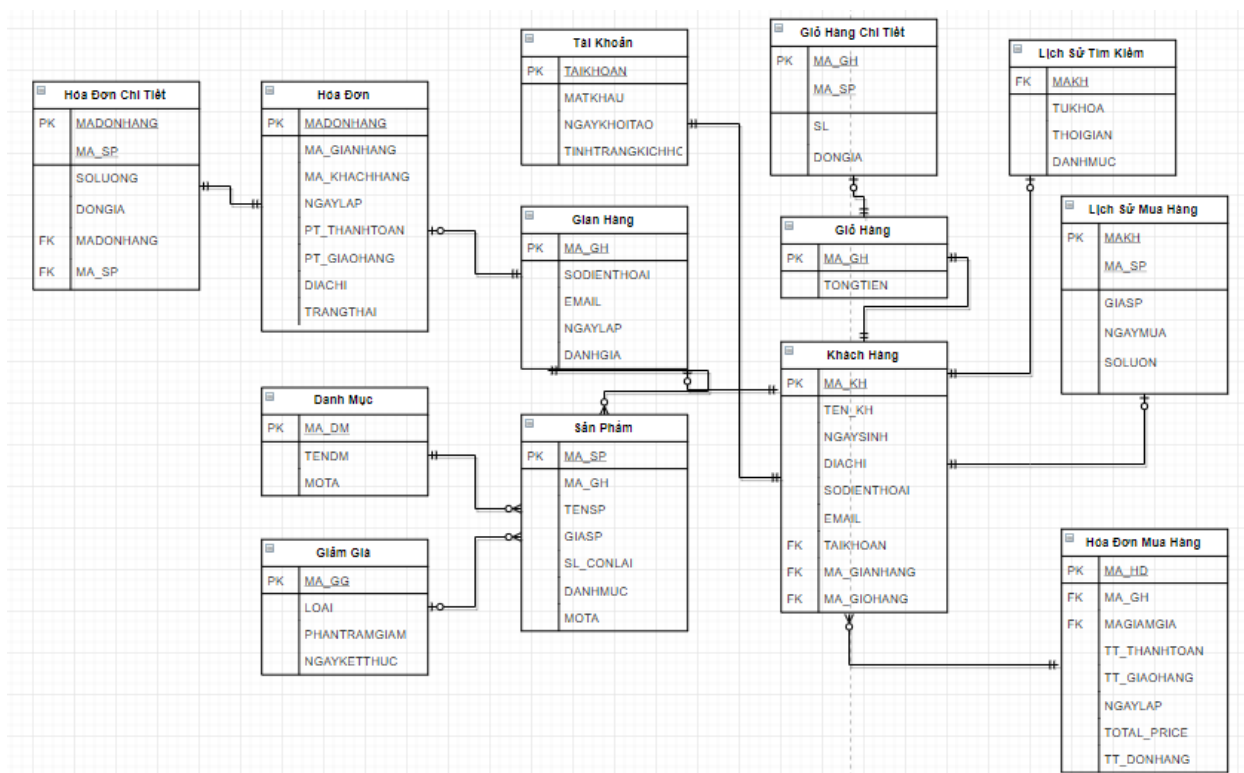 Hóa Đơn Chi Tiết
PK MADONHANG
MA_SP
SOLUONG
DONGIA
FK MADONHANG
FK MA_SP
Hóa Đơn
PK MADONHANG
MA_GIANHANG
MA_KHACHHANG
NGAYLAP
PT_THANHTOAN
PT_GIAOHANG
DIACHI
TRANGTHAI
Tài Khoản
PK TAIKHOAN
MATKHAU
NGAYKHOITAO
TINHTRANGKICHHC
Giỏ Hàng Chi Tiết
PK MA_GH
MA_SP
SL
DONGIA
Lịch Sử Tìm Kiếm
FK MAKH
TUKHOA
THOIGIAN
DANHMUC
Gian Hàng
PK MA_GH
SODIENTHOAI
EMAIL
NGAYLAP
DANHGIA
Giỏ Hàng
PK MA_GH
TONGTIEN
Lịch Sử Mua Hàng
PK MAKH
MA_SP
GIASP
NGAYMUA
SOLUON
Danh Mục
PK MA_DM
TENDM
MOTA
Sản Phẩm
PK MA_SP
MA_GH
TENSP
GIASP
SL_CONLAI
DANHMUC
MOTA
Khách Hàng
PK MA_KH
TEN_KH
NGAYSINH
DIACHI
SODIENTHOAI
EMAIL
FK TAIKHOAN
FK MA_GIANHANG
FK MA_GIOHANG
Giảm Giá
PK MA_GG
LOAI
PHANTRAMGIAM
NGAYKETTHUC
Hóa Đơn Mua Hàng
PK MA_HD
FK MA_GH
FK MAGIAMGIA
TT_THANHTOAN
TT_GIAOHANG
NGAYLAP
TOTAL_PRICE
TT_DONHANG